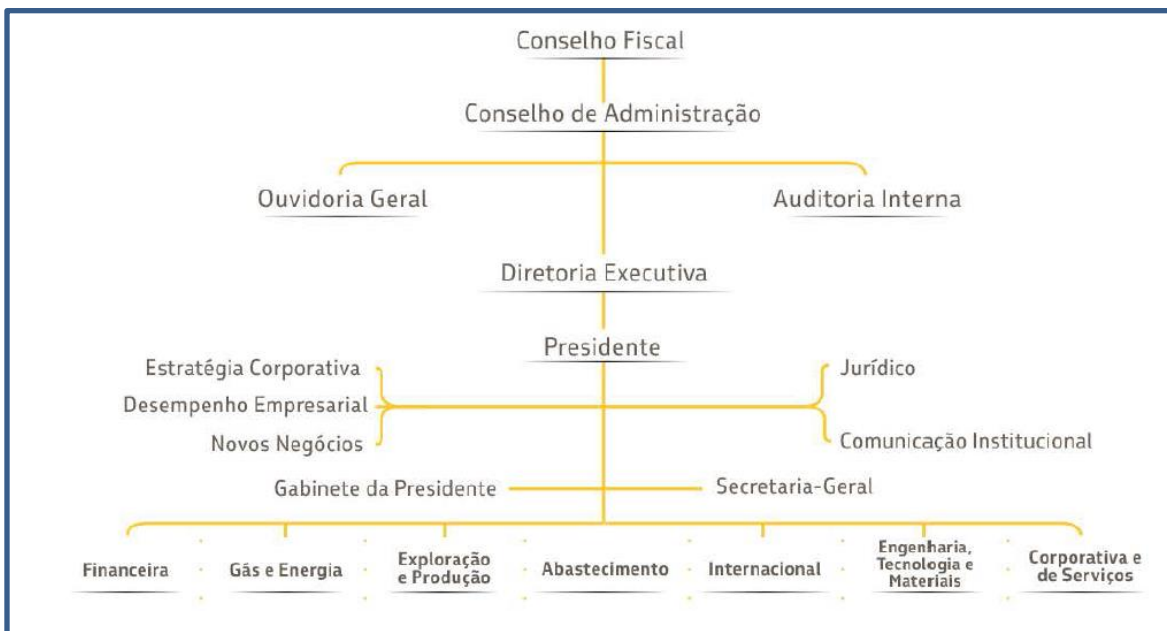 Conselho Fiscal
Conselho de Administração
Ouvidoria Geral
Auditoria Interna
Diretoria Executiva
Presidente
Estratégia Corporativa
Jurídico
Desempenho Empresarial
Novos Negócios
Comunicação Institucional
Gabinete da Presidente
Secretaria-Geral
Financeira
Gás e Energia
Exploração
e Produção
Abastecimento
Internacional
Engenharia,
Tecnologia e
Materiais
Corporativa e
de Serviços